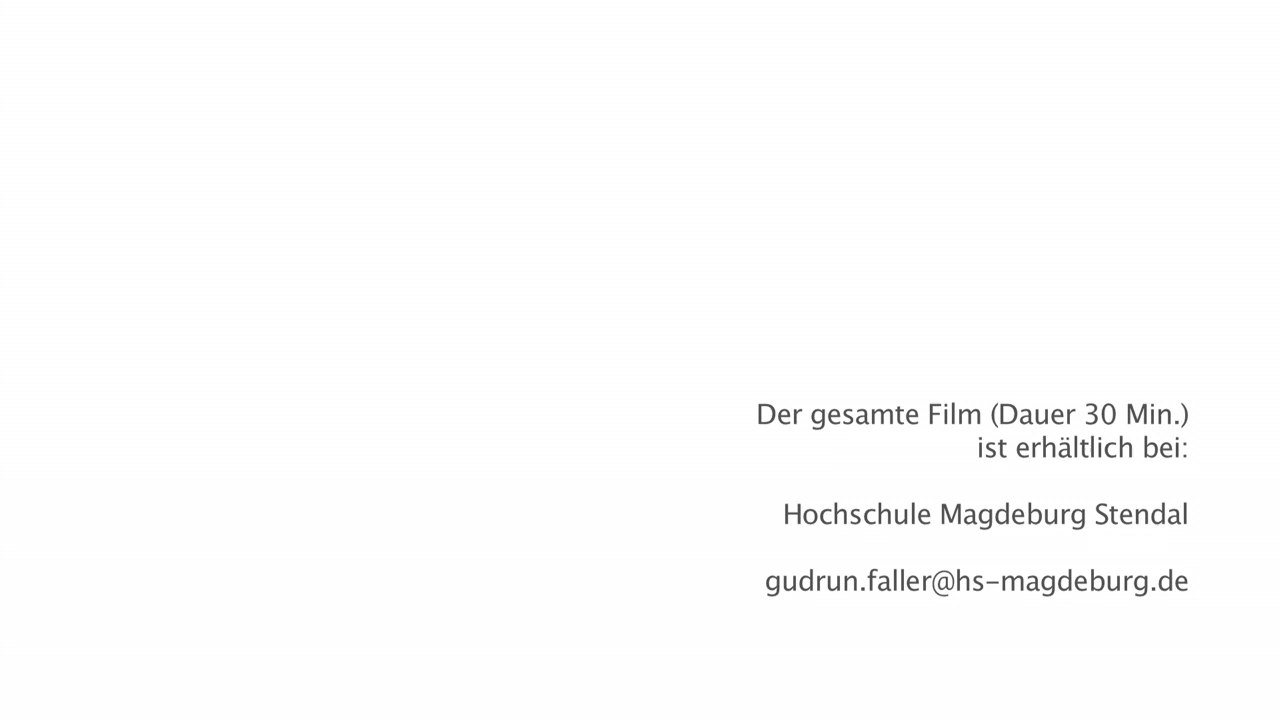 Der gesamte Film (Dauer 30 Min.)
ist erhältlich bei:
Hochschule Magdeburg Stendal
gudrun.faller@hs-magdeburg.de